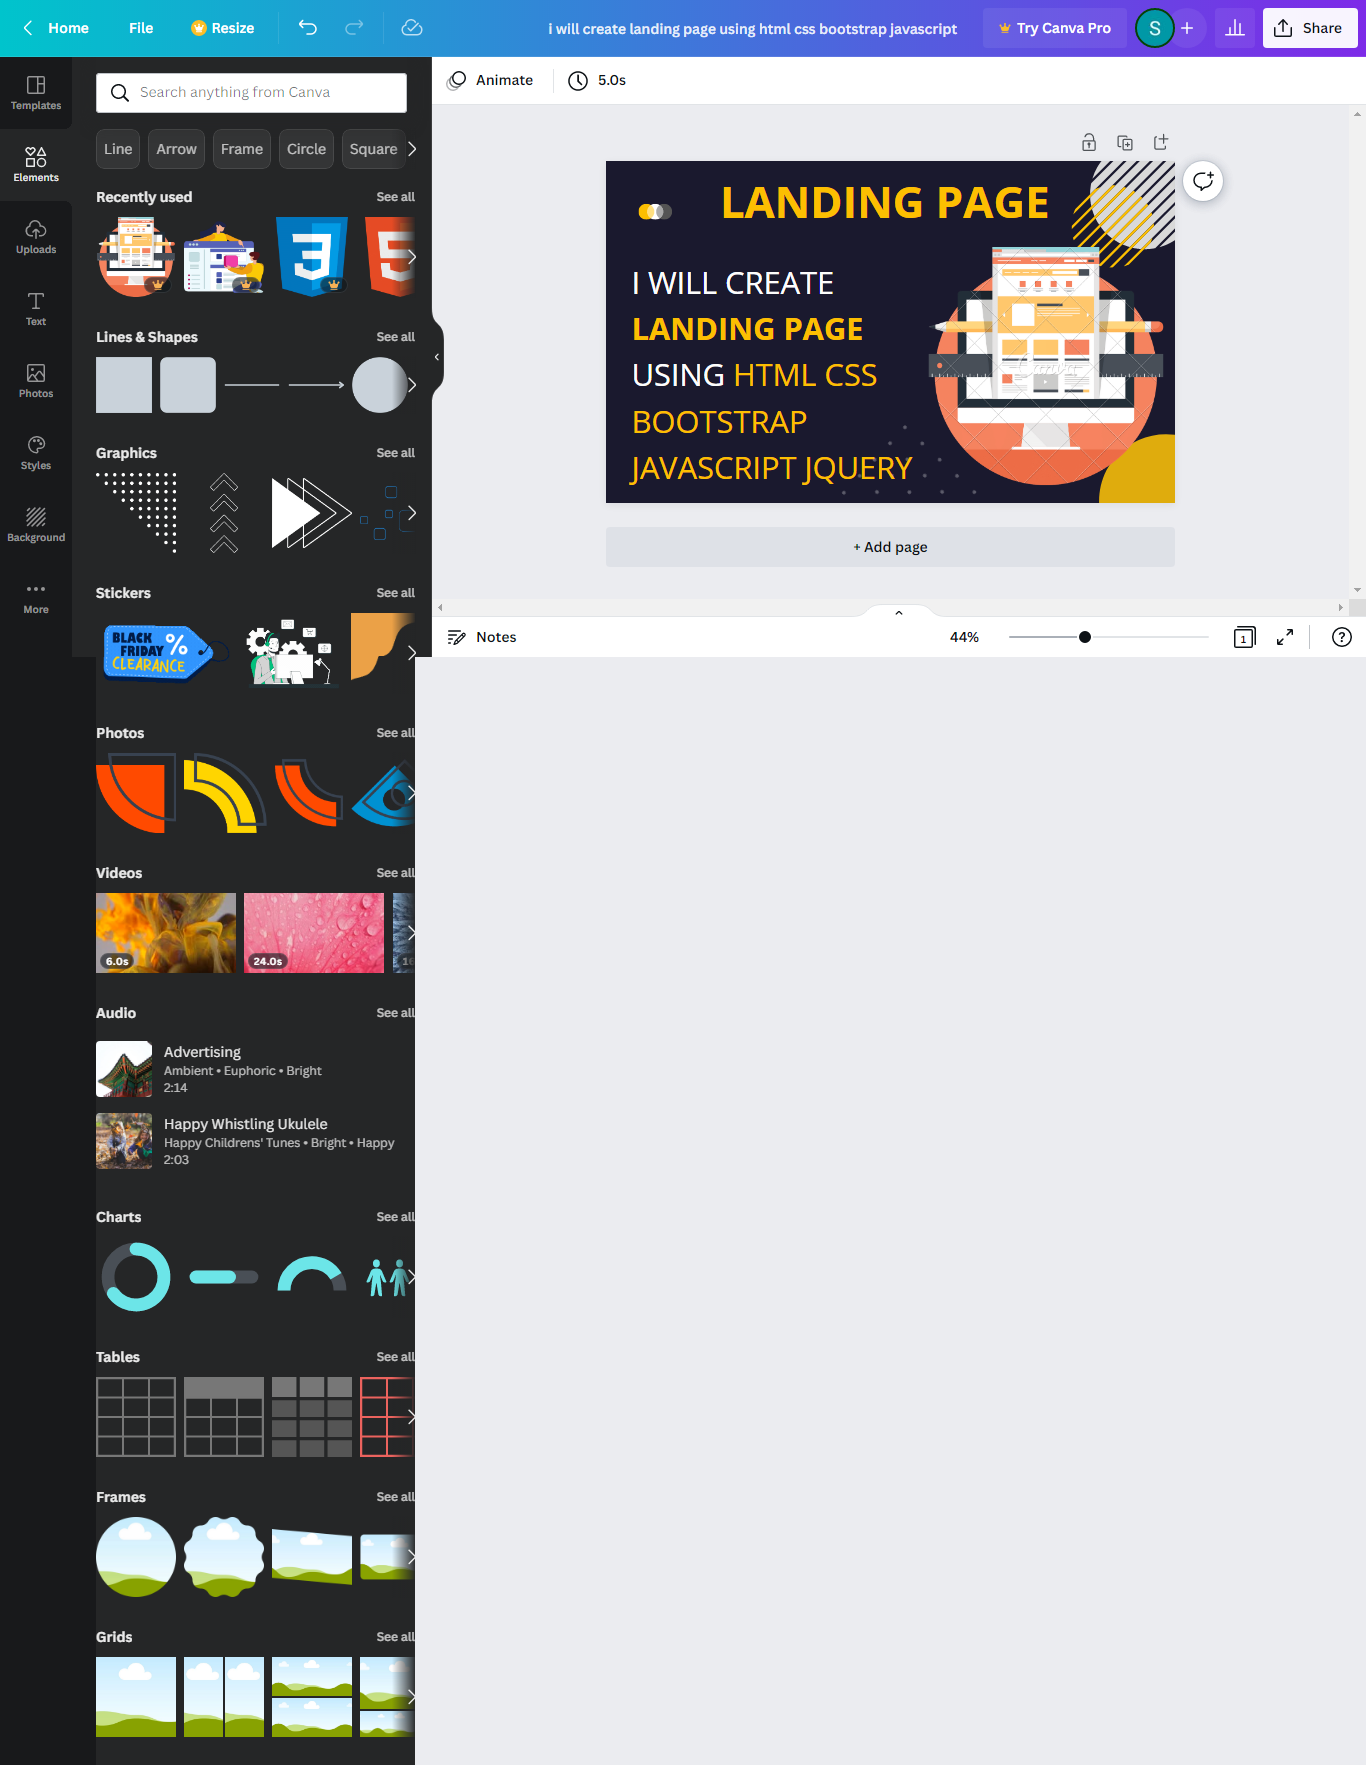 Home
File
Resize
i will create landing page using html css bootstrap javascript
Try Canva Pro
S
+
Share
Templates
Elements
Uploads
Text
Photos
Styles
Background
More
Search anything from Canva
Line
Arrow
Frame
Circle
Square
Recently used
See all
3
5
Lines & Shapes
See all
Graphics
See all
Stickers
See all
BLACK
FRIDAY %
CLEARANCE
Photos
See all
Videos
See all
6.0s
24.0s
16
Audio
See all
Advertising
Ambient • Euphoric • Bright
2:14
Happy Whistling Ukulele
Happy Childrens' Tunes • Bright • Happy
2:03
Charts
See all
Tables
See all
Frames
See all
Grids
See all
Animate
5.0s
LANDING PAGE
I WILL CREATE
LANDING PAGE
USING HTML CSS
BOOTSTRAP
JAVASCRIPT JQUERY
Canva
+ Add page
Notes
44%
1
?